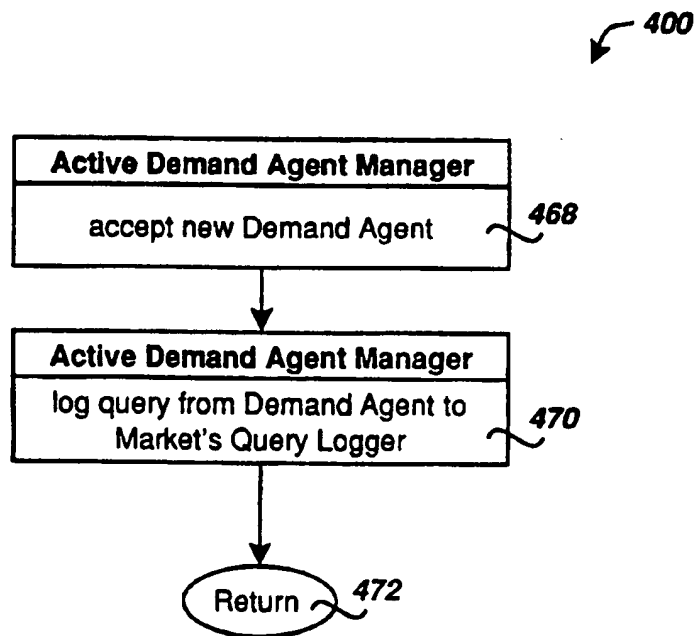 400
Active Demand Agent Manager
accept new Demand Agent
468
Active Demand Agent Manager
log query from Demand Agent to
Market's Query Logger
470
Return
472